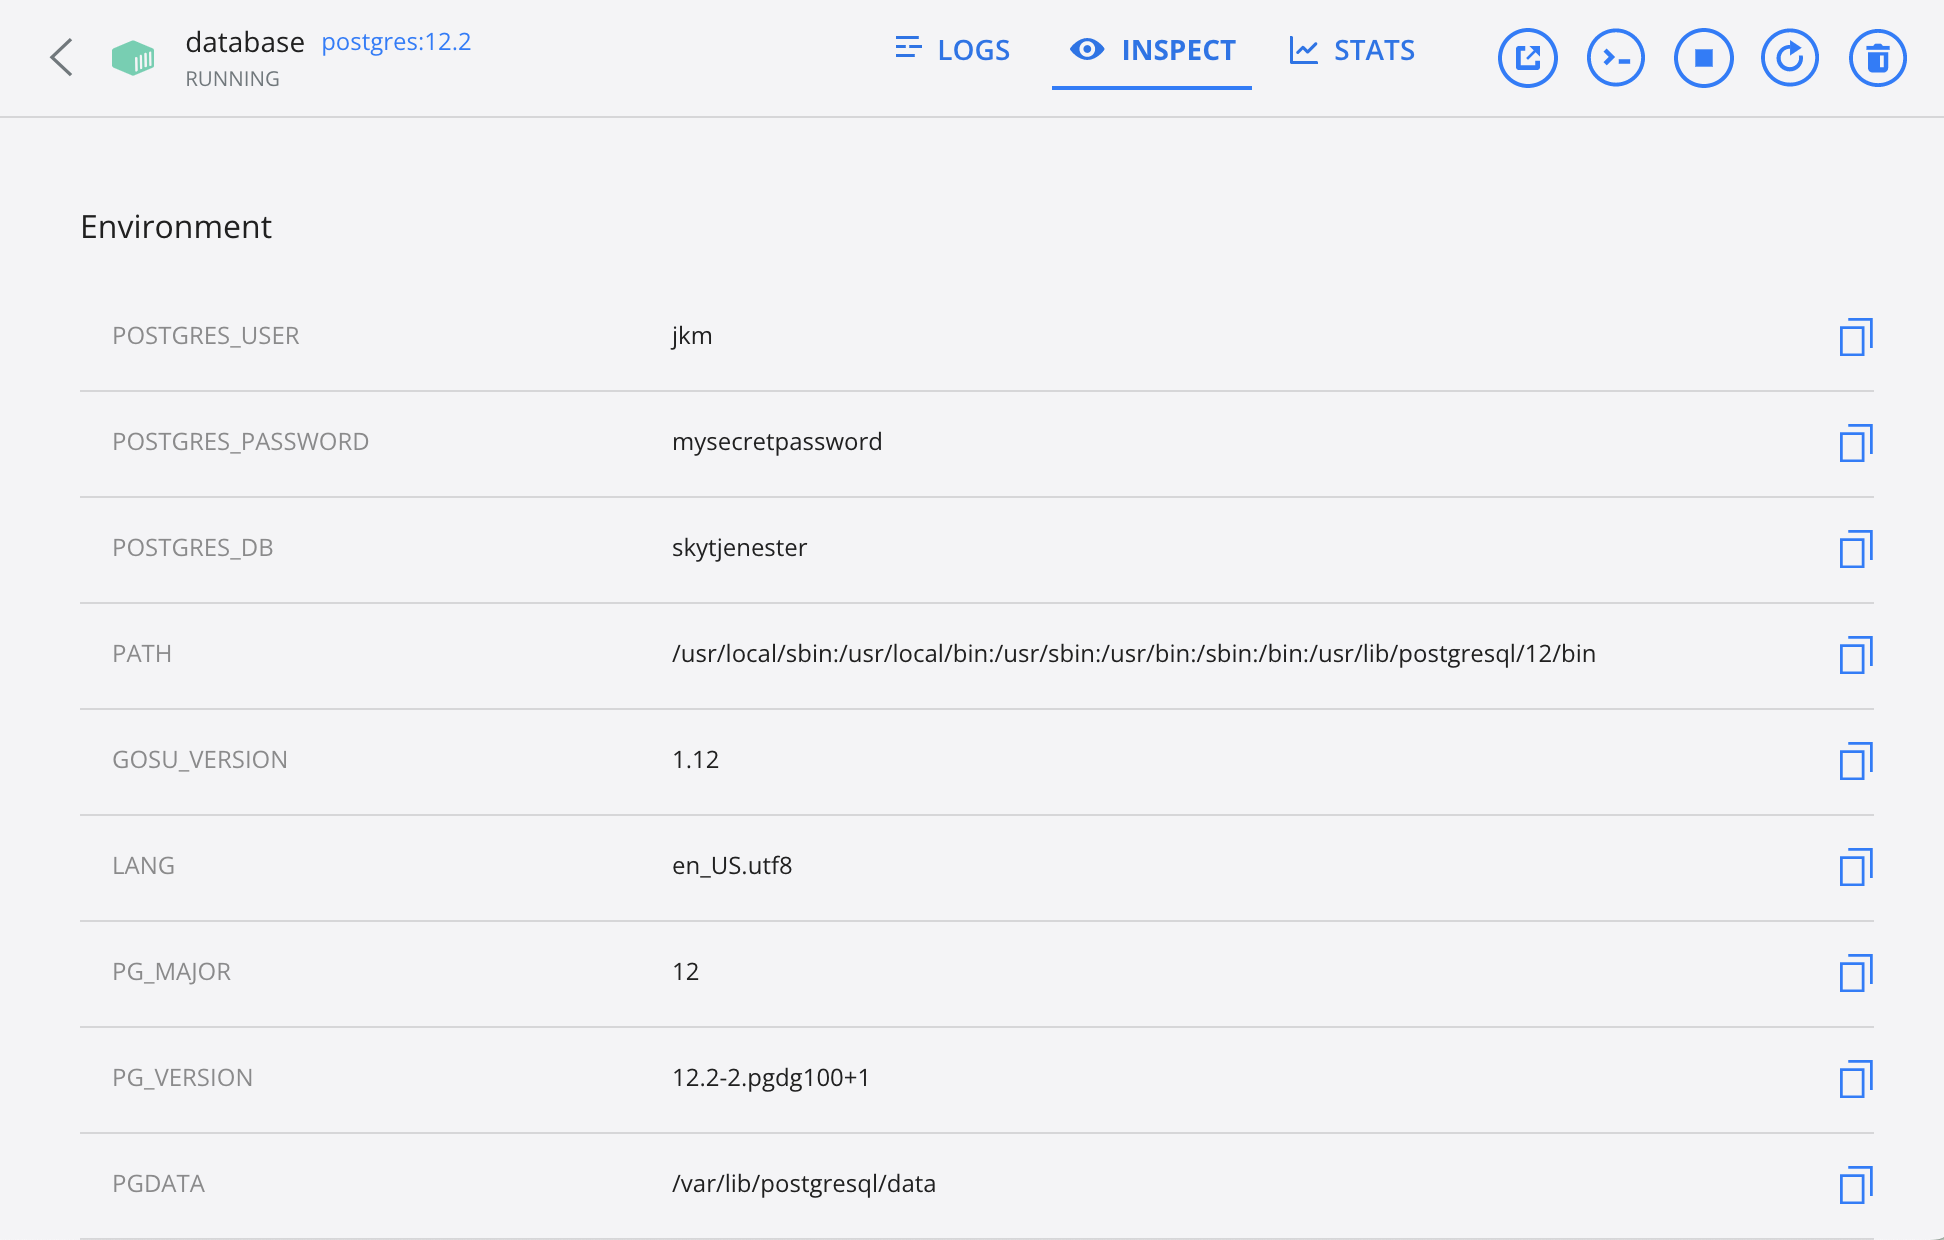 database postgres:12.2
RUNNING
LOGS INSPECT STATS
Environment
POSTGRES_USER jkm
POSTGRES_PASSWORD mysecretpassword
POSTGRES_DB skytjenester
PATH /usr/local/sbin:/usr/local/bin:/usr/sbin:/usr/bin:/sbin:/bin:/usr/lib/postgresql/12/bin
GOSU_VERSION 1.12
LANG en_US.utf8
PG_MAJOR 12
PG_VERSION 12.2-2.pgdg100+1
PGDATA /var/lib/postgresql/data